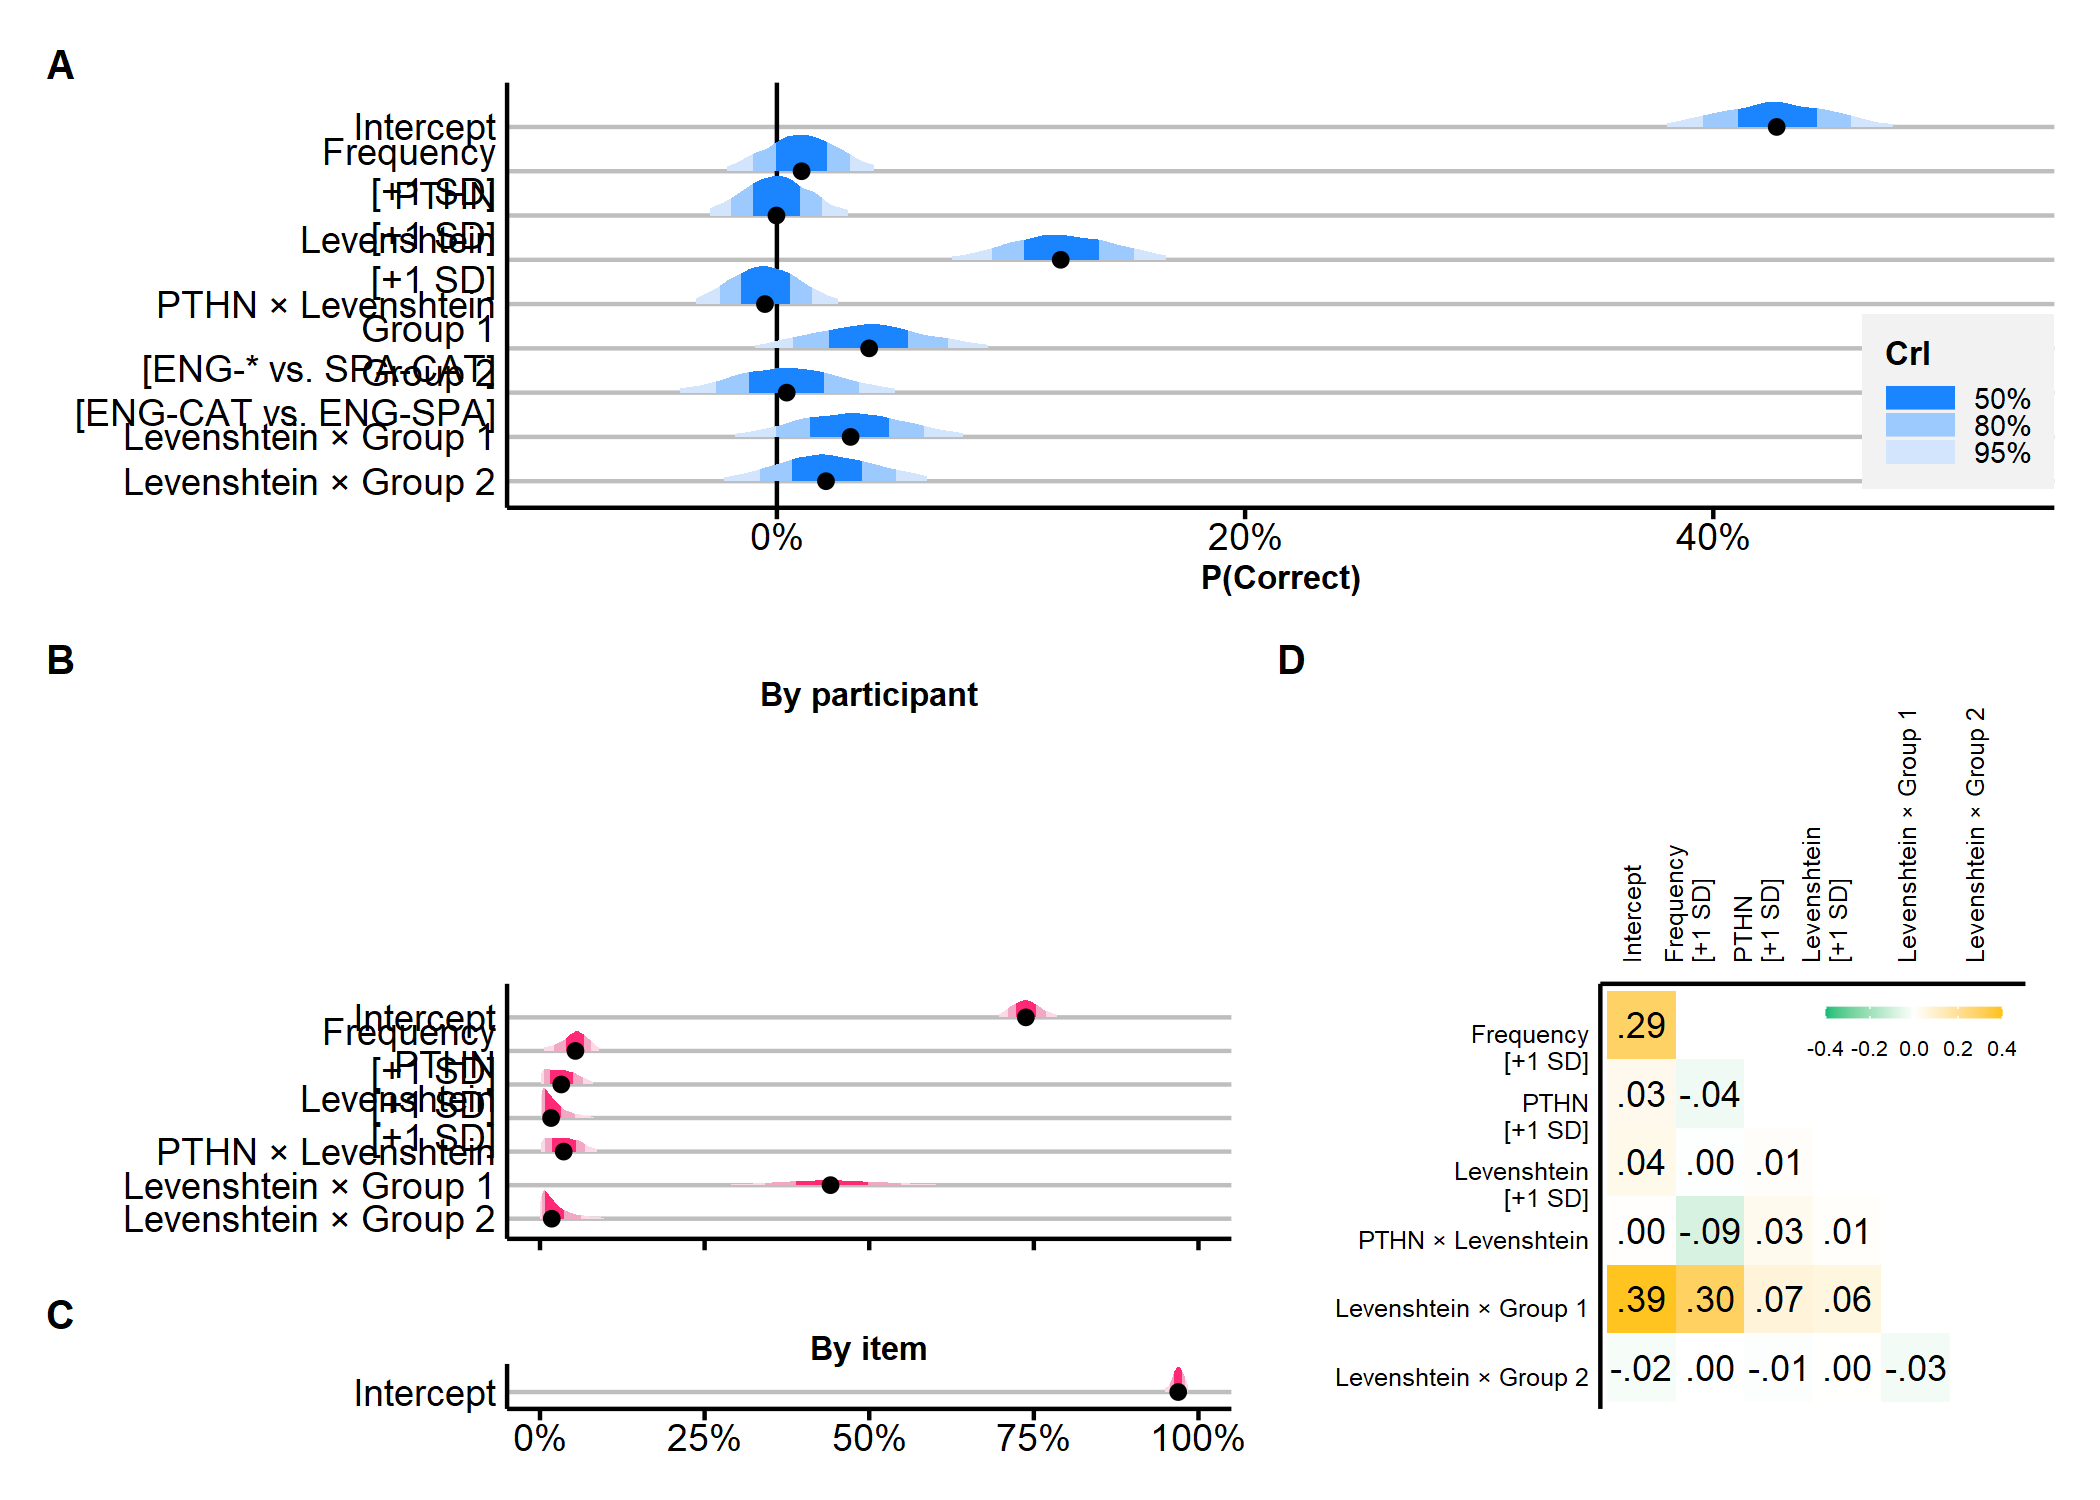 A
Intercept
Frequency
[+1 SD]
PTHN
[+1 SD]
Levenshtein
[+1 SD]
PTHN × Levenshtein
Group 1
[ENG-* vs. SPA-CAT]
Group 2
[ENG-CAT vs. ENG-SPA]
Levenshtein × Group 1
Levenshtein × Group 2
CrI
50%
80%
95%
0% 20% 40%
P(Correct)
B
By participant
Intercept
Frequency
[+1 SD]
PTHN
[+1 SD]
Levenshtein
[+1 SD]
PTHN × Levenshtein
Levenshtein × Group 1
Levenshtein × Group 2
C
By item
Intercept
0% 25% 50% 75% 100%
D
Intercept
Frequency
[+1 SD]
PTHN
[+1 SD]
Levenshtein
[+1 SD]
Levenshtein × Group 1
Levenshtein × Group 2
-0.4 -0.2 0.0 0.2 0.4
Frequency
[+1 SD]
.29
PTHN
[+1 SD]
.03 -.04
Levenshtein
[+1 SD]
.04 .00 .01
PTHN × Levenshtein
.00 -.09 .03 .01
Levenshtein × Group 1
.39 .30 .07 .06
Levenshtein × Group 2
-.02 .00 -.01 .00 -.03